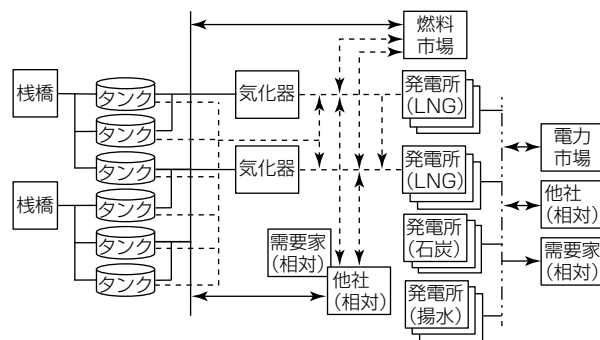 燃料
市場
桟橋
タンク
気化器
発電所
(LNG)
タンク
電力
市場
タンク
気化器
発電所
(LNG)
桟橋
タンク
他社
(相対)
タンク
需要家
(相対)
発電所
(石炭)
需要家
(相対)
タンク
他社
(相対)
発電所
(揚水)